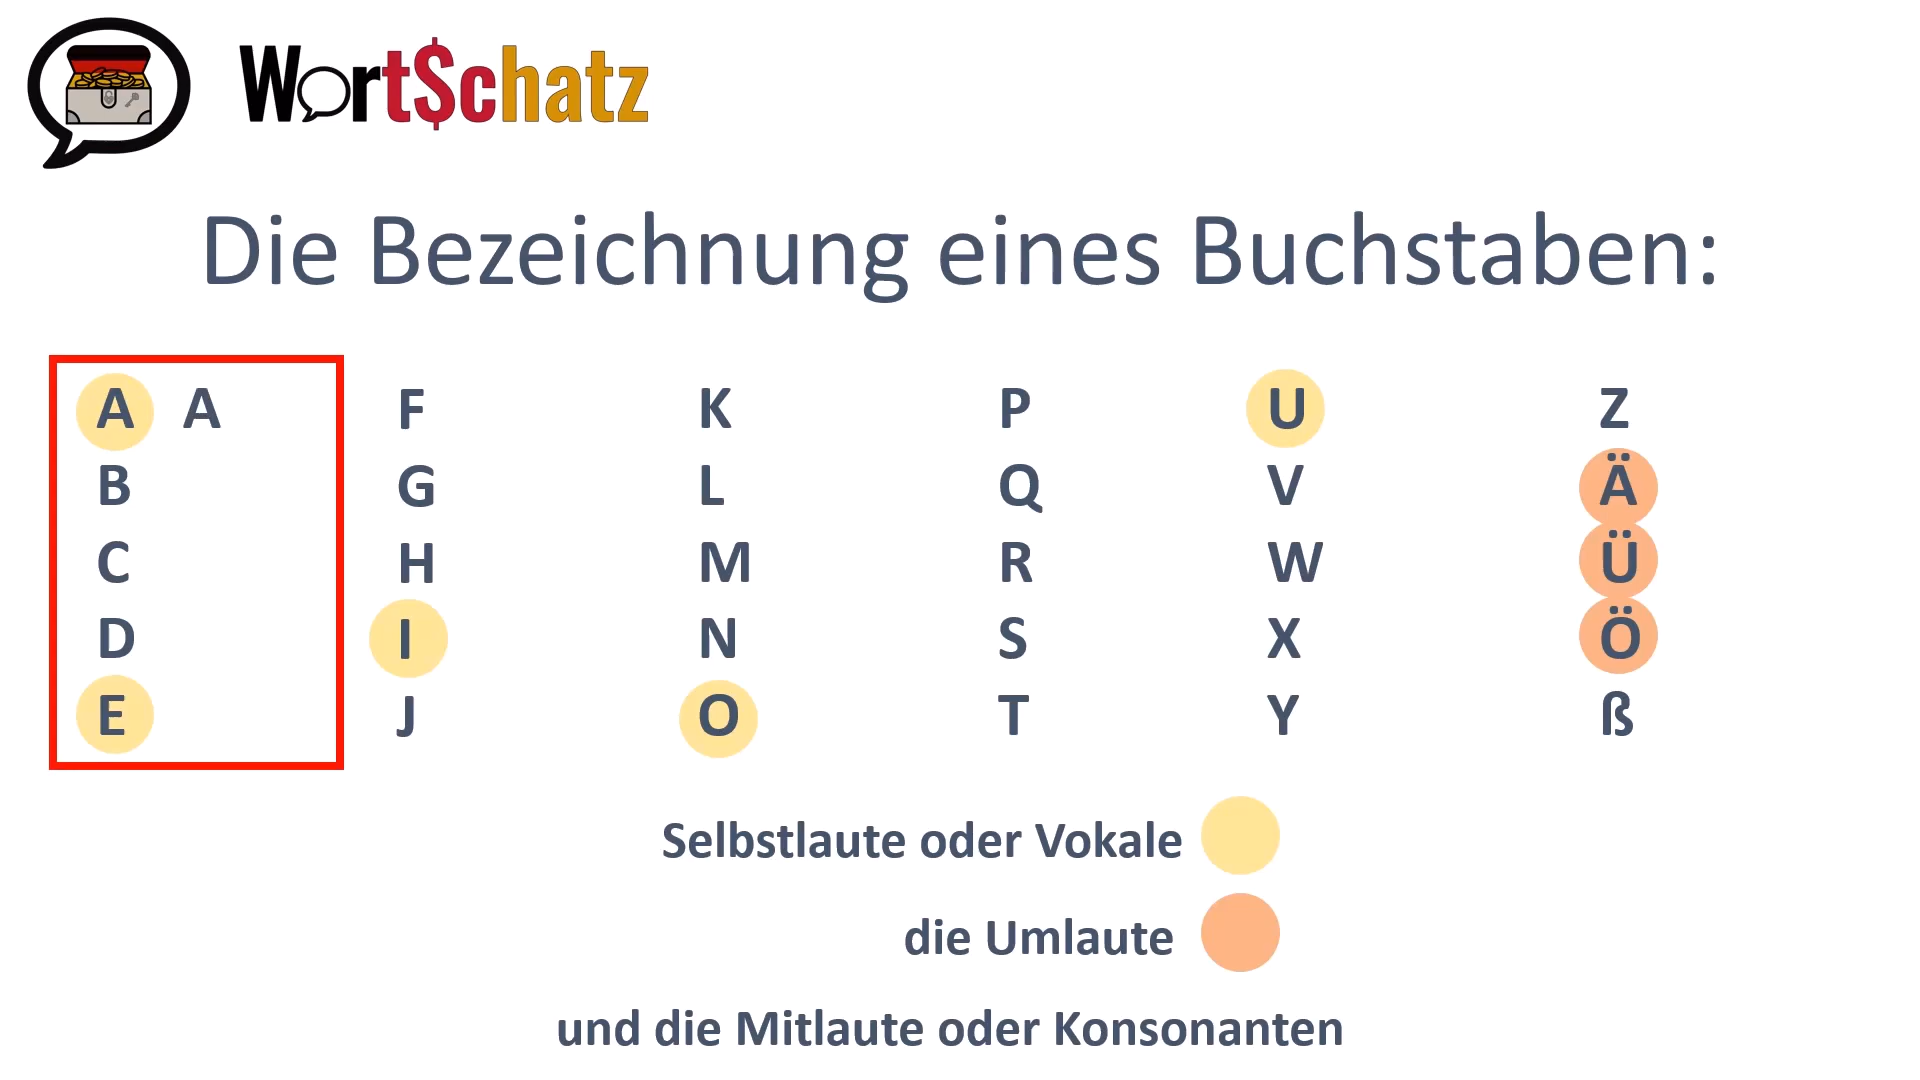 WortSchatz
Die Bezeichnung eines Buchstaben:
A A F K P U Z
B G L Q V Ä
C H M R W Ü
D I N S X Ö
E J O T Y ß
Selbstlaute oder Vokale
die Umlaute
und die Mitlaute oder Konsonanten